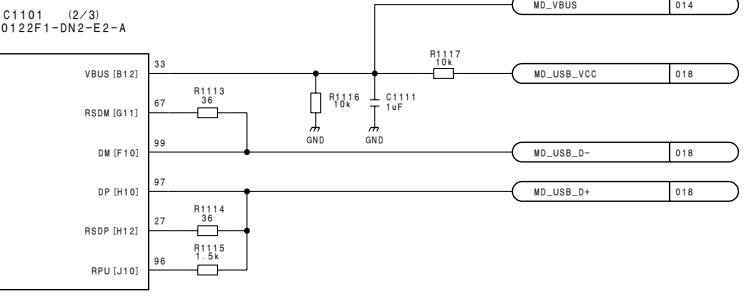 C1101 (2/3)
0122F1-DN2-E2-A
MD_VBUS 014
VBUS [B12] 33
R1117
10k
MD_USB_VCC 018
R1116
10k
C1111
1uF
GND
GND
RSDM [G11] 67
R1113
36
DM [F10] 99
MD_USB_D- 018
DP [H10] 97
MD_USB_D+ 018
RSDP [H12] 27
R1114
36
RPU [J10] 96
R1115
1.5k